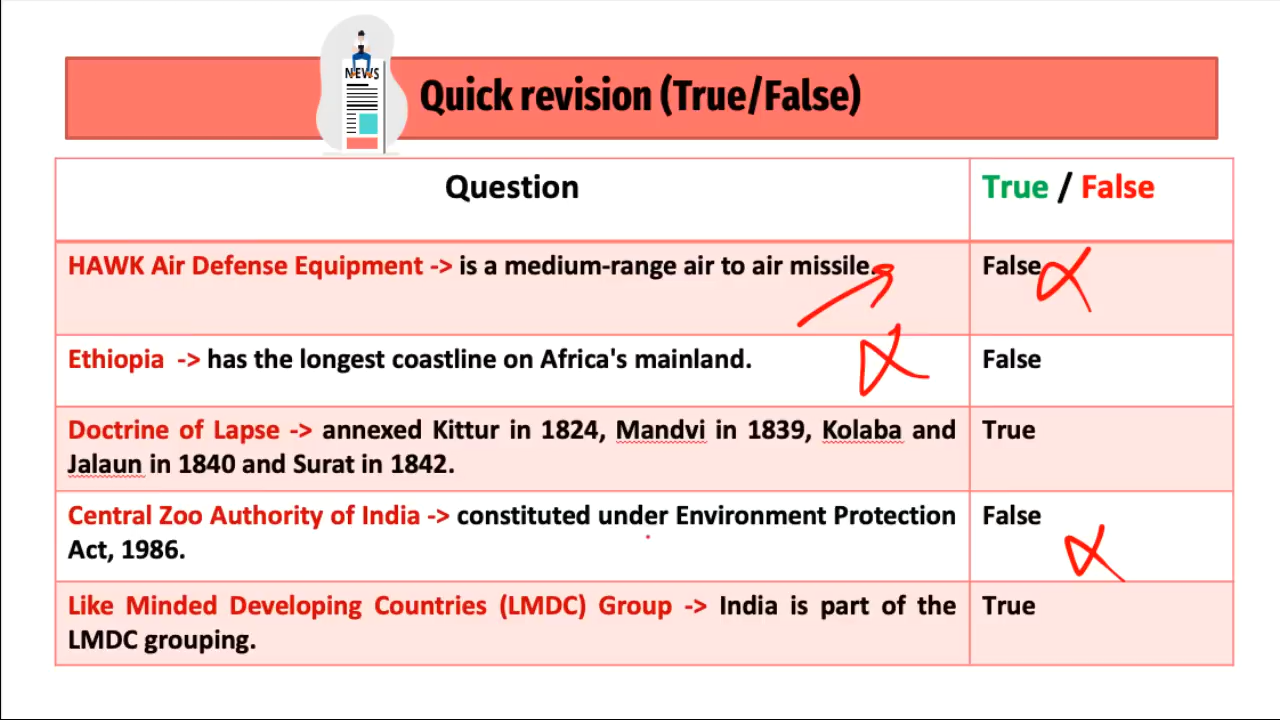 NEWS
Quick revision (True/False)
Question
True / False
HAWK Air Defense Equipment -> is a medium-range air to air missile.
False
Ethiopia -> has the longest coastline on Africa's mainland.
False
Doctrine of Lapse -> annexed Kittur in 1824, Mandvi in 1839, Kolaba and
Jalaun in 1840 and Surat in 1842.
True
Central Zoo Authority of India -> constituted under Environment Protection
Act, 1986.
False
Like Minded Developing Countries (LMDC) Group -> India is part of the
LMDC grouping.
True